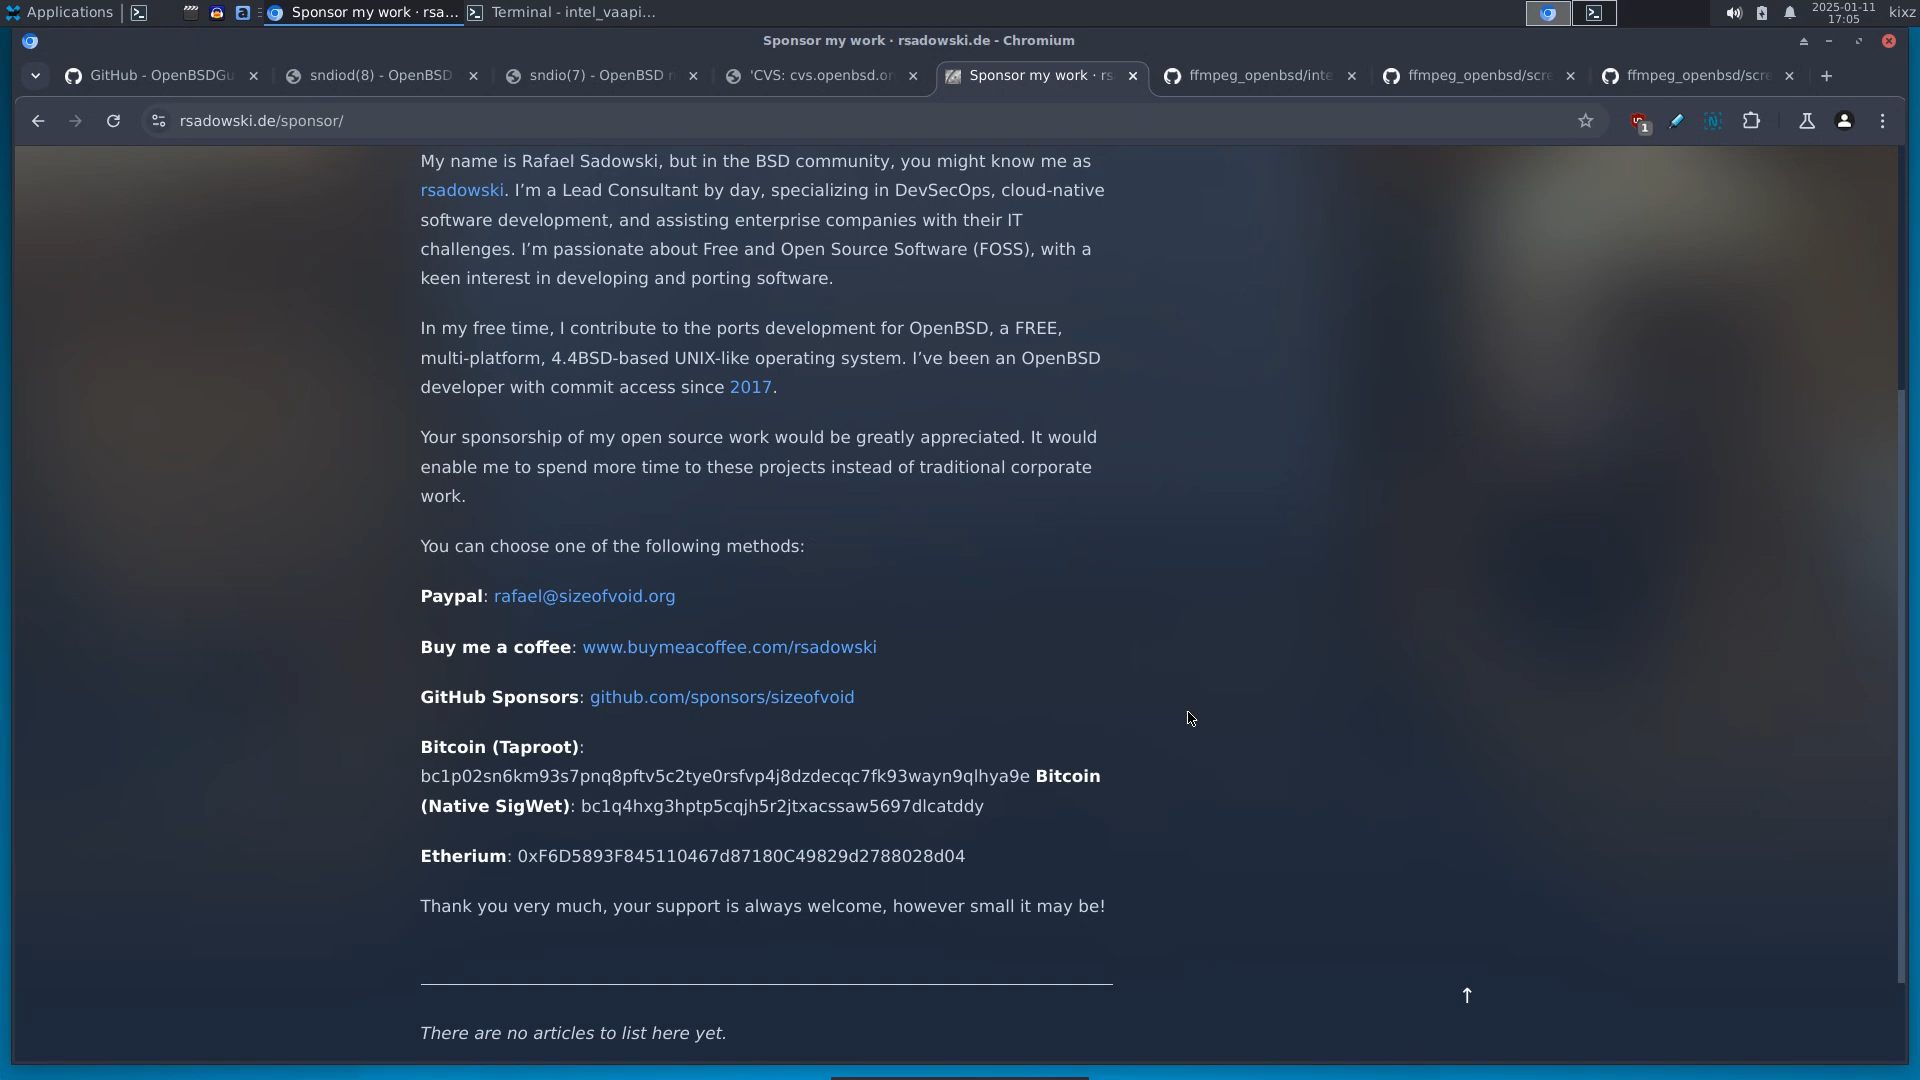 Applications
Sponsor my work · rsa...
Terminal - intel_vaapi...
2025-01-11
17:05
kixz
Sponsor my work · rsadowski.de - Chromium
GitHub - OpenBSDGu
sndiod(8) - OpenBSD
sndio(7) - OpenBSD
'CVS: cvs.openbsd.or
Sponsor my work · rs
ffmpeg_openbsd/inte
ffmpeg_openbsd/scre
ffmpeg_openbsd/scre
rsadowski.de/sponsor/
1
My name is Rafael Sadowski, but in the BSD community, you might know me as
rsadowski. I’m a Lead Consultant by day, specializing in DevSecOps, cloud-native
software development, and assisting enterprise companies with their IT
challenges. I’m passionate about Free and Open Source Software (FOSS), with a
keen interest in developing and porting software.
In my free time, I contribute to the ports development for OpenBSD, a FREE,
multi-platform, 4.4BSD-based UNIX-like operating system. I’ve been an OpenBSD
developer with commit access since 2017.
Your sponsorship of my open source work would be greatly appreciated. It would
enable me to spend more time to these projects instead of traditional corporate
work.
You can choose one of the following methods:
Paypal: rafael@sizeofvoid.org
Buy me a coffee: www.buymeacoffee.com/rsadowski
GitHub Sponsors: github.com/sponsors/sizeofvoid
Bitcoin (Taproot):
bc1p02sn6km93s7pnq8pftv5c2tye0rsfvp4j8dzdecqc7fk93wayn9qlhya9e Bitcoin
(Native SigWet): bc1q4hxg3hptp5cqjh5r2jtxacssaw5697dlcatddy
Etherium: 0xF6D5893F845110467d87180C49829d2788028d04
Thank you very much, your support is always welcome, however small it may be!
↑
There are no articles to list here yet.